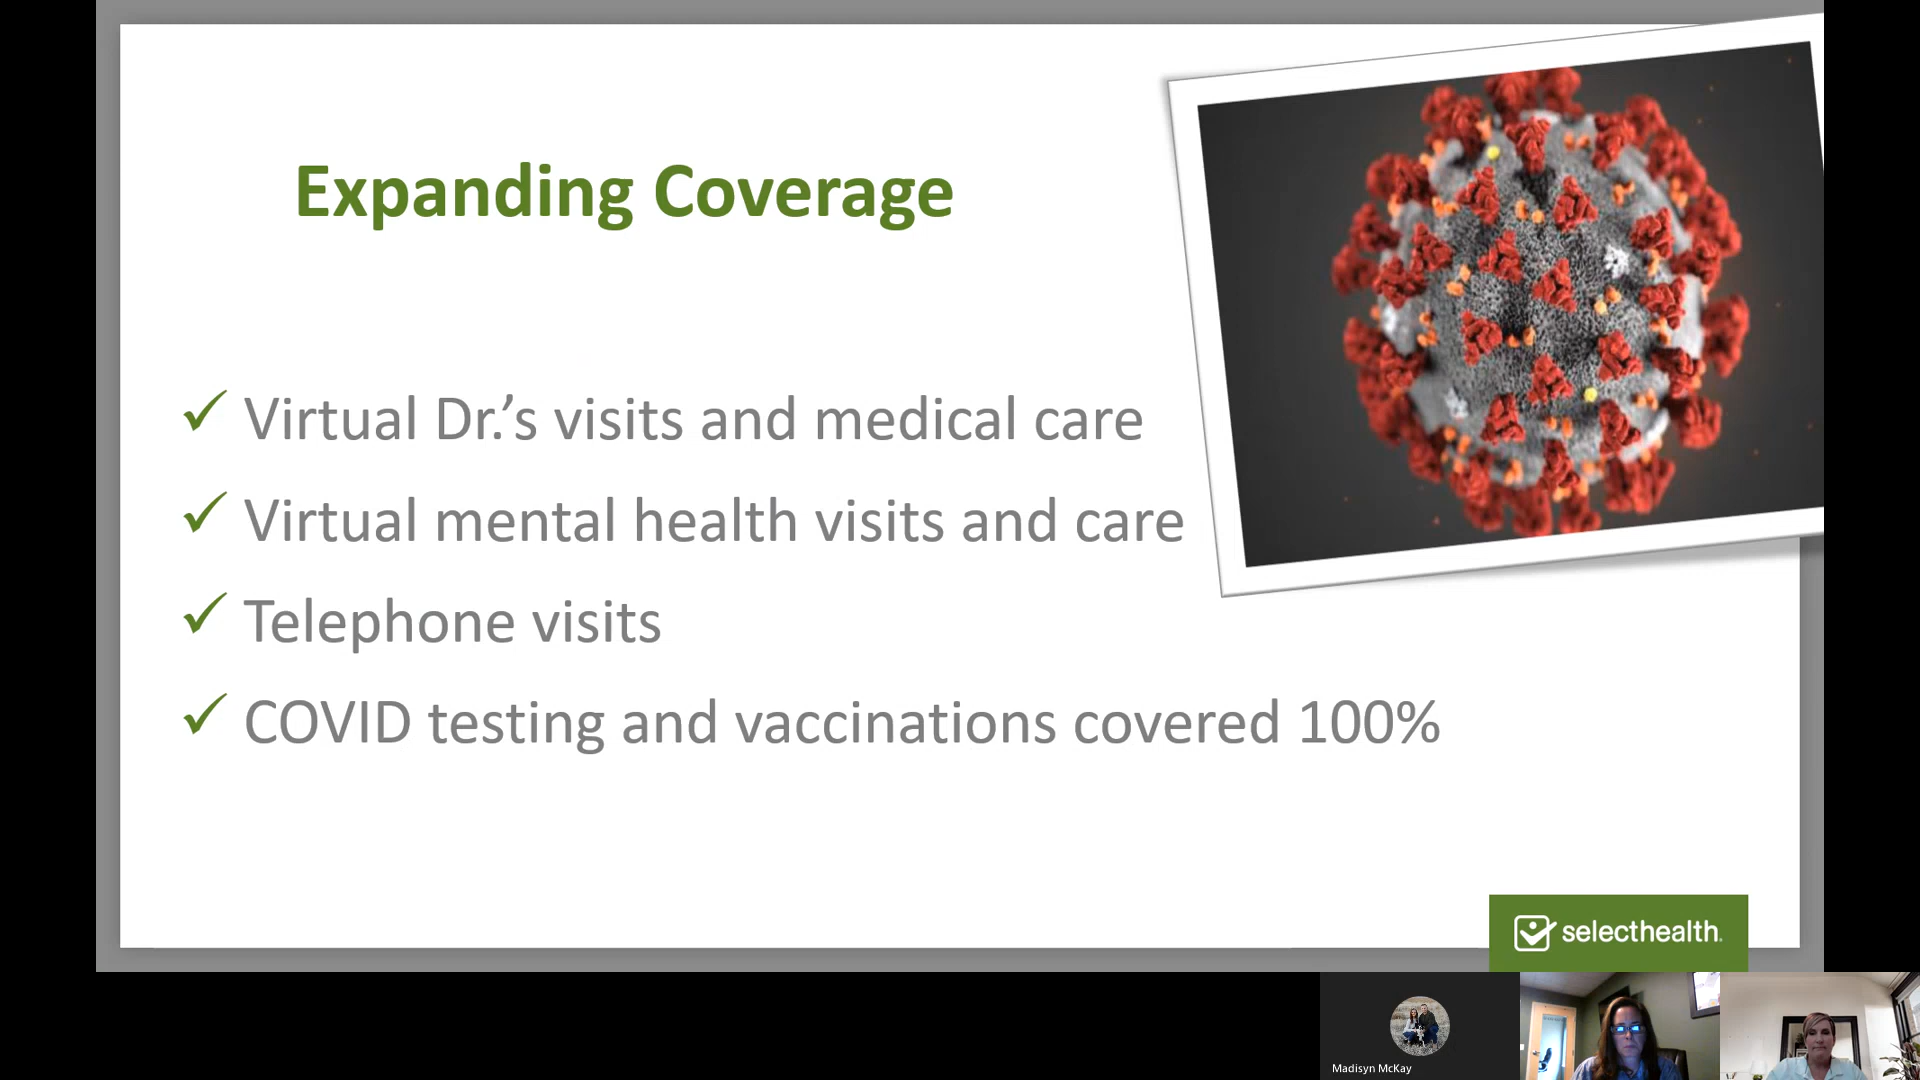 Expanding Coverage
Virtual Dr.’s visits and medical care
Virtual mental health visits and care
Telephone visits
COVID testing and vaccinations covered 100%
selecthealth.
Madisyn McKay